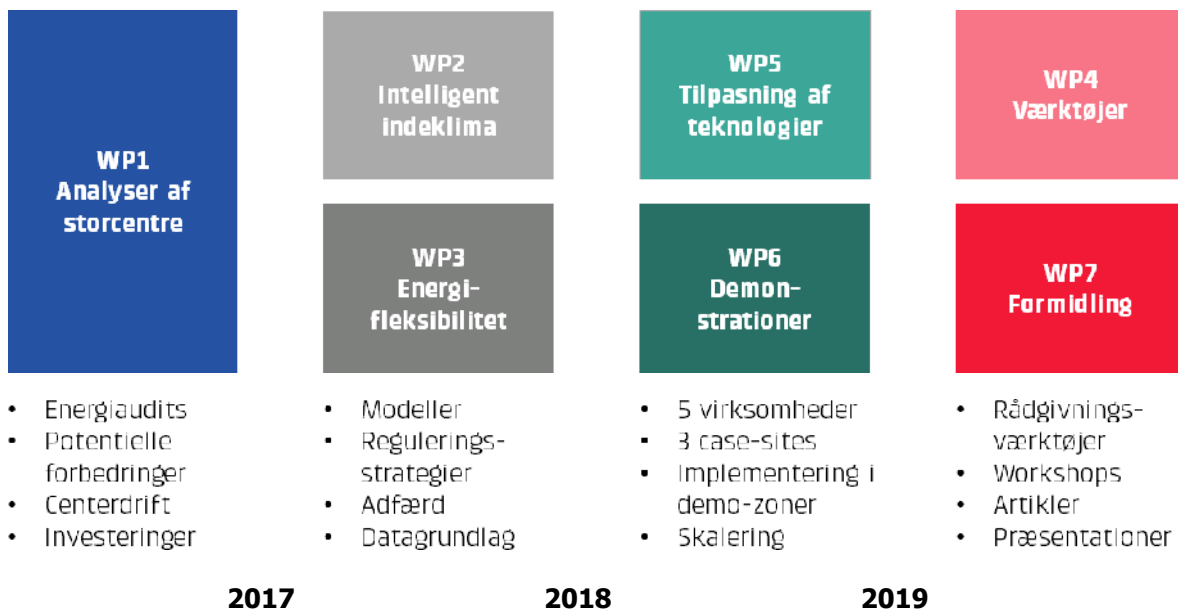 WP1
Analyser af
storcentre
WP2
Intelligent
indeklima
WP3
Energi-
fleksibilitet
WP5
Tilpasning af
teknologier
WP6
Demon-
strationer
WP4
Værktøjer
WP7
Formidling
• Energiaudits
• Potentielle
forbedringer
• Centerdrift
• Investeringer
• Modeller
• Regulerings-
strategier
• Adfærd
• Datagrundlag
• 5 virksomheder
• 3 case-sites
• Implementering i
demo-zoner
• Skalering
• Rådgivnings-
værktøjer
• Workshops
• Artikler
• Præsentationer
2017
2018
2019